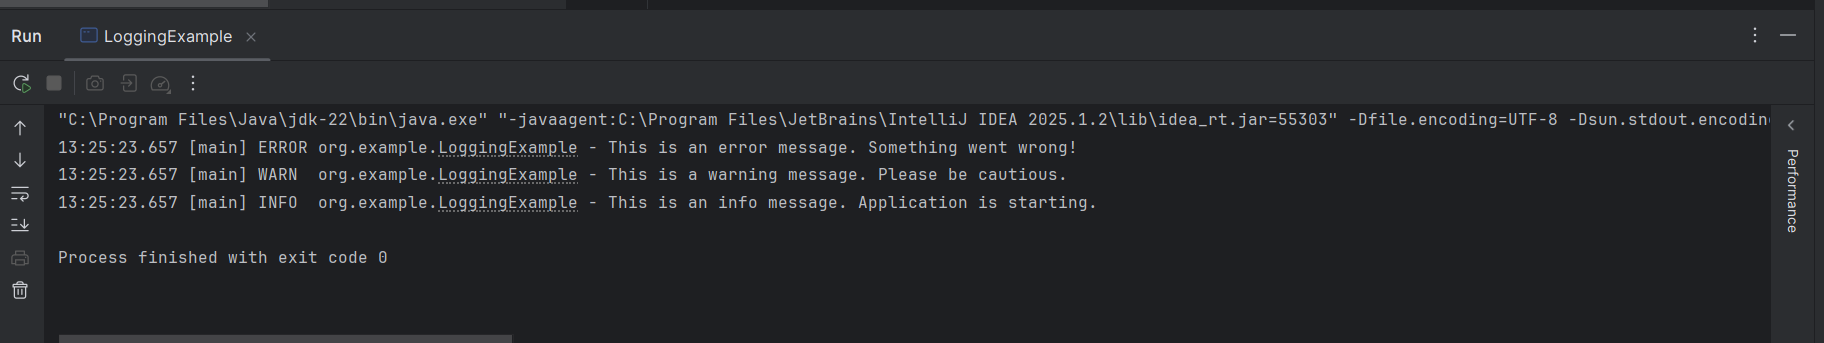 Run LoggingExample
"C:\Program Files\Java\jdk-22\bin\java.exe" "-javaagent:C:\Program Files\JetBrains\IntelliJ IDEA 2025.1.2\lib\idea_rt.jar=55303" -Dfile.encoding=UTF-8 -Dsun.stdout.encoding
13:25:23.657 [main] ERROR org.example.LoggingExample - This is an error message. Something went wrong!
13:25:23.657 [main] WARN  org.example.LoggingExample - This is a warning message. Please be cautious.
13:25:23.657 [main] INFO  org.example.LoggingExample - This is an info message. Application is starting.
Process finished with exit code 0
Performance